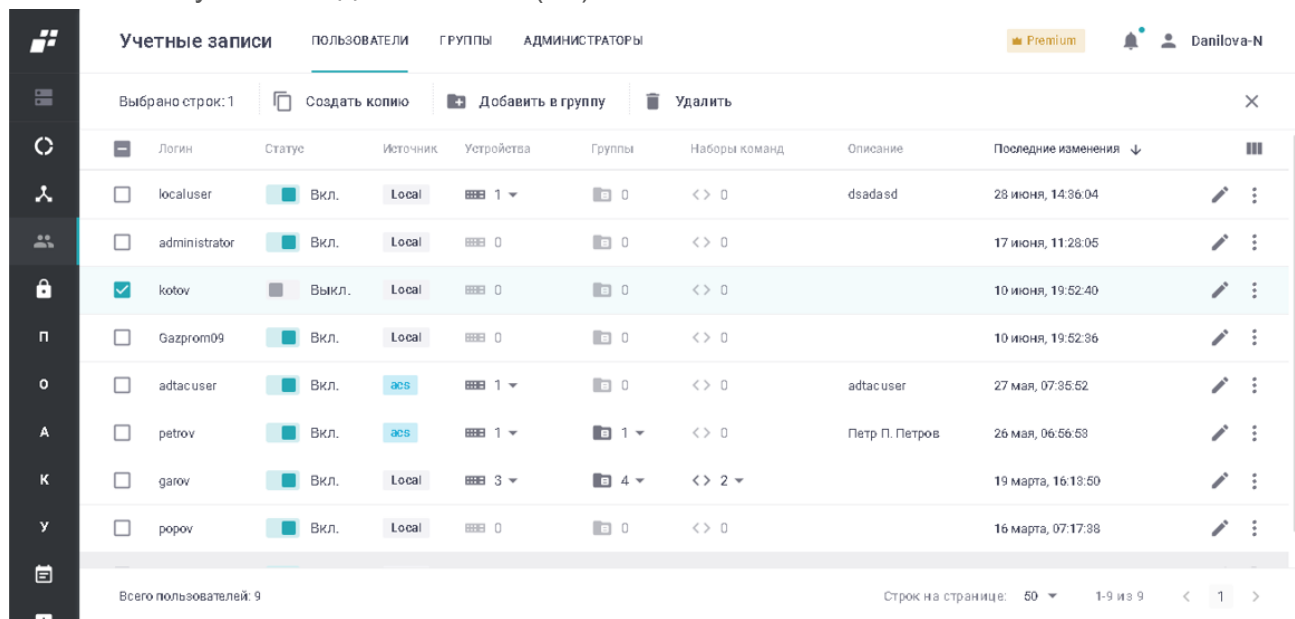 Учетные записи ПОЛЬЗОВАТЕЛИ ГРУППЫ АДМИНИСТРАТОРЫ Premium Danilova-N
Выбрано строк: 1 Создать копию Добавить в группу Удалить
Логин Статус Источник Устройства Группы Наборы команд Описание Последние изменения
localuser Вкл. Local 1 0 0 dsadasd 28 июня, 14:36:04
administrator Вкл. Local 0 0 0 17 июня, 11:28:05
kotov Выкл. Local 0 0 0 10 июня, 19:52:40
П Gazprom09 Вкл. Local 0 0 0 10 июня, 19:52:36
О adtacuser Вкл. acs 1 0 0 adtacuser 27 мая, 07:35:52
А petrov Вкл. acs 1 1 0 Петр П. Петров 26 мая, 06:56:53
К garov Вкл. Local 3 4 2 19 марта, 16:13:50
У popov Вкл. Local 0 0 0 16 марта, 07:17:38
Всего пользователей: 9 Строк на странице: 50 1-9 из 9 1